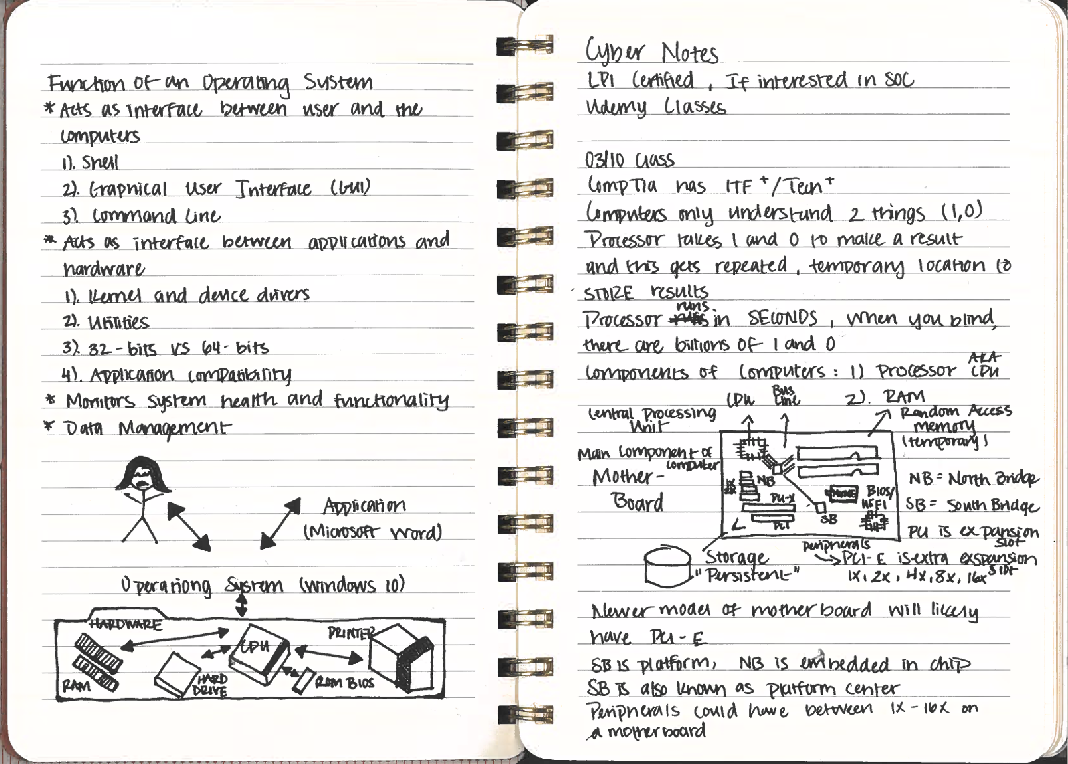 Function of an Operating System
* Acts as interface between user and the
computers
1). Shell
2). Graphical User Interface (GUI)
3). Command Line
* Acts as interface between applications and
hardware
1). Kernel and device drivers
2). Utilities
3). 32-bits vs 64-bits
4). Application Compatibility
* Monitors System health and functionality
* Data Management
Application
(Microsoft Word)
Operationg System (Windows 10)
HARDWARE
RAM
HARD
DRIVE
CPU
ROM BIOS
PRINTER
Cyber Notes
LPI Certified, If interested in SOC
Udemy Classes
03/10 Class
CompTia has ITF+/Tech+
Computers only understand 2 things (1,0)
Processor takes 1 and 0 to make a result
and this gets repeated, temporary location to
STORE results
Processor runs in SECONDS, when you blind,
there are billions of 1 and 0
Components of Computers: 1) Processor AKA CPU
CPU
Bus
Line
2). RAM
Central Processing
Unit
Random Access
memory
(temporary)
Main Component of
computer
Mother-
Board
NB
PCI-X
PCI
SB
BIOS/
UEFI
NB = North Bridge
SB = South Bridge
PCI is expansion
slot
Storage
"Persistent"
Peripherals
PCI-E is extra expansion
slot
1x, 2x, 4x, 8x, 16x
Newer model of motherboard will likely
have PCI-E
SB is platform, NB is embedded in chip
SB is also known as platform center
Peripherals could have between 1x-16x on
a motherboard